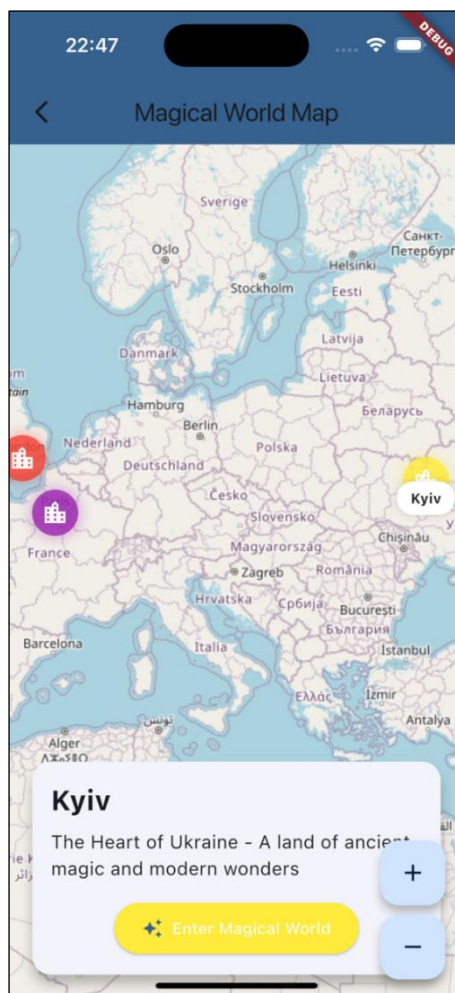 22:47
DEBUG
Magical World Map
Sverige
Санкт-
Петербург
Oslo
Helsinki
Stockholm
Eesti
Latvija
Danmark
Lietuva
Hamburg
Беларусь
Berlin
Nederland
Polska
Deutschland
Kyiv
Česko
Slovensko
Chișinău
Magyarország
France
Zagreb
România
Hrvatska
Србија
București
България
Barcelona
Italia
Istanbul
Ελλάς
İzmir
تونس
Antalya
Alger
Kyiv
The Heart of Ukraine - A land of ancient
magic and modern wonders
+
Enter Magical World
−